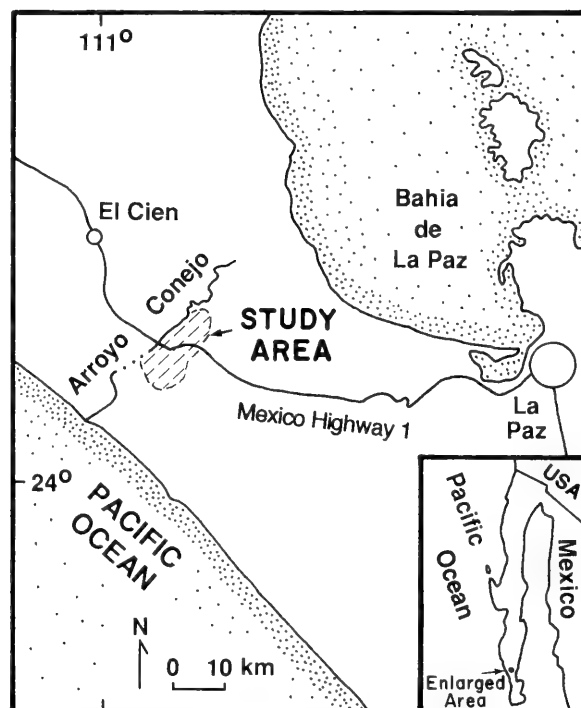 111°
El Cien
Bahia
de
La Paz
Arroyo Conejo
STUDY
AREA
Mexico Highway 1
La
Paz
24°
PACIFIC
OCEAN
N
0 10 km
USA
Pacific
Ocean
Mexico
Enlarged
Area